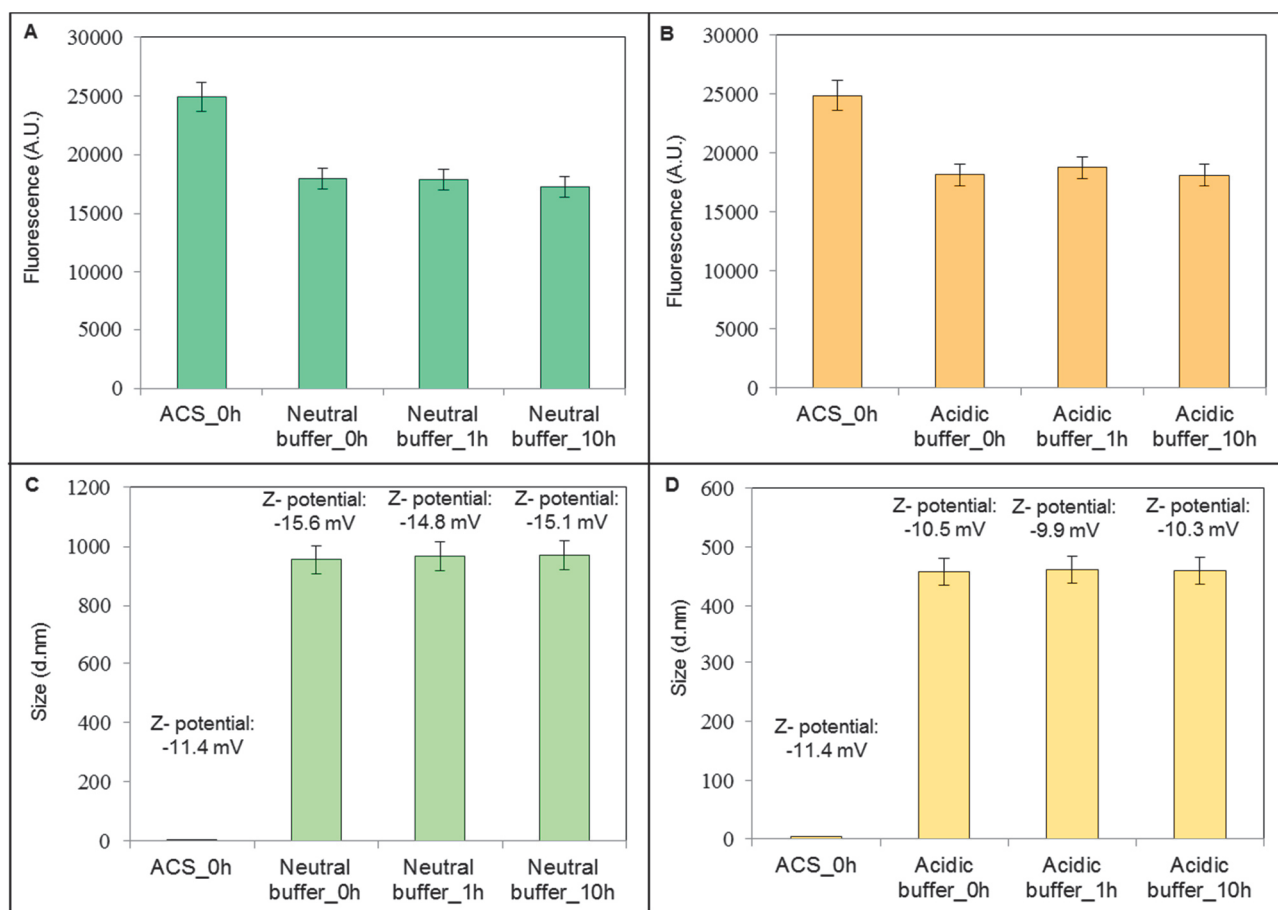 A
30000
25000
20000
15000
10000
5000
0
Fluorescence (A.U.)
ACS_0h
Neutral
buffer_0h
Neutral
buffer_1h
Neutral
buffer_10h
B
30000
25000
20000
15000
10000
5000
0
Fluorescence (A.U.)
ACS_0h
Acidic
buffer_0h
Acidic
buffer_1h
Acidic
buffer_10h
C
1200
1000
800
600
400
200
0
Size (d.nm)
Z- potential:
-11.4 mV
Z- potential:
-15.6 mV
Z- potential:
-14.8 mV
Z- potential:
-15.1 mV
ACS_0h
Neutral
buffer_0h
Neutral
buffer_1h
Neutral
buffer_10h
D
600
500
400
300
200
100
0
Size (d.nm)
Z- potential:
-11.4 mV
Z- potential:
-10.5 mV
Z- potential:
-9.9 mV
Z- potential:
-10.3 mV
ACS_0h
Acidic
buffer_0h
Acidic
buffer_1h
Acidic
buffer_10h